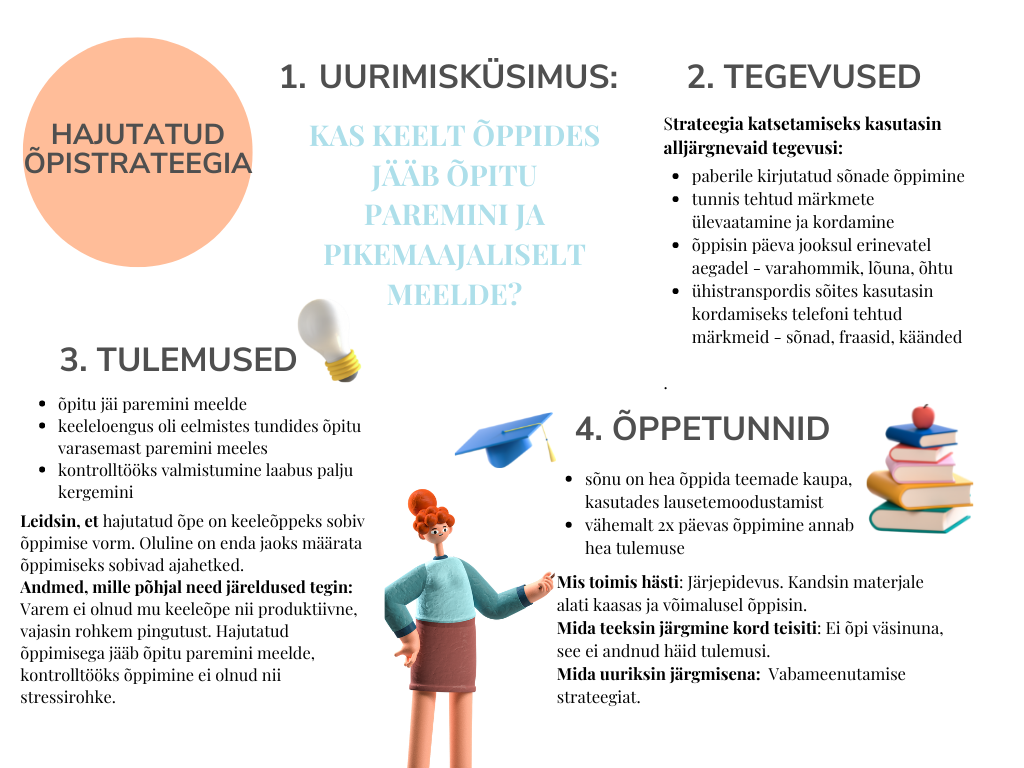 HAJUTATUD
ÕPISTRATEEGIA
1. UURIMISKÜSIMUS:
KAS KEELT ÕPPIDES
JÄÄB ÕPITU
PAREMINI JA
PIKEMAAJALISELT
MEELDE?
2. TEGEVUSED
Strateegia katsetamiseks kasutasin
alljärgnevaid tegevusi:
• paberile kirjutatud sõnade õppimine
• tunnis tehtud märkmete
ülevaatamine ja kordamine
• õppisin päeva jooksul erinevatel
aegadel - varahommik, lõuna, õhtu
• ühistranspordis sõites kasutasin
kordamiseks telefoni tehtud
märkmeid - sõnad, fraasid, käänded
.
3. TULEMUSED
• õpitu jäi paremini meelde
• keeleloengus oli eelmistes tundides õpitu
varasemast paremini meeles
• kontrolltööks valmistumine laabus palju
kergemini
Leidsin, et hajutatud õpe on keeleõppeks sobiv
õppimise vorm. Oluline on enda jaoks määrata
õppimiseks sobivad ajahetked.
Andmed, mille põhjal need järeldused tegin:
Varem ei olnud mu keeleõpe nii produktiivne,
vajasin rohkem pingutust. Hajutatud
õppimisega jääb õpitu paremini meelde,
kontrolltööks õppimine ei olnud nii
stressirohke.
4. ÕPPETUNNID
• sõnu on hea õppida teemade kaupa,
kasutades lausetemoodustamist
• vähemalt 2x päevas õppimine annab
hea tulemuse
Mis toimis hästi: Järjepidevus. Kandsin materjale
alati kaasas ja võimalusel õppisin.
Mida teeksin järgmine kord teisiti: Ei õpi väsinuna,
see ei andnud häid tulemusi.
Mida uuriksin järgmisena: Vabameenutamise
strateegiat.